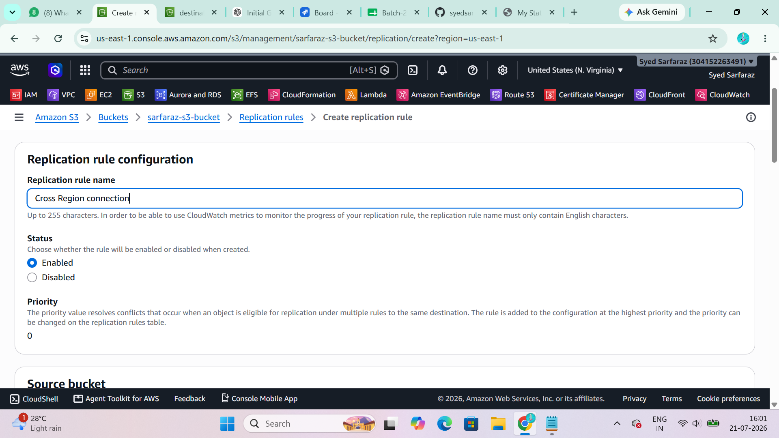 (8) Wha
Create r
destina
Initial C
Board -
Batch-2
syedsar
My Stat
Ask Gemini
us-east-1.console.aws.amazon.com/s3/management/sarfaraz-s3-bucket/replication/create?region=us-east-1
aws
Search
[Alt+S]
United States (N. Virginia) ▼
Syed Sarfaraz (304152263491) ▼
Syed Sarfaraz
IAM
VPC
EC2
S3
Aurora and RDS
EFS
CloudFormation
Lambda
Amazon EventBridge
Route 53
Certificate Manager
CloudFront
CloudWatch
Amazon S3 > Buckets > sarfaraz-s3-bucket > Replication rules > Create replication rule
Replication rule configuration
Replication rule name
Cross Region connection
Up to 255 characters. In order to be able to use CloudWatch metrics to monitor the progress of your replication rule, the replication rule name must only contain English characters.
Status
Choose whether the rule will be enabled or disabled when created.
Enabled
Disabled
Priority
The priority value resolves conflicts that occur when an object is eligible for replication under multiple rules to the same destination. The rule is added to the configuration at the highest priority and the priority can
be changed on the replication rules table.
0
Source bucket
CloudShell
Agent Toolkit for AWS
Feedback
Console Mobile App
© 2026, Amazon Web Services, Inc. or its affiliates.
Privacy
Terms
Cookie preferences
1
28°C
Light rain
Search
ENG
IN
16:01
21-07-2026